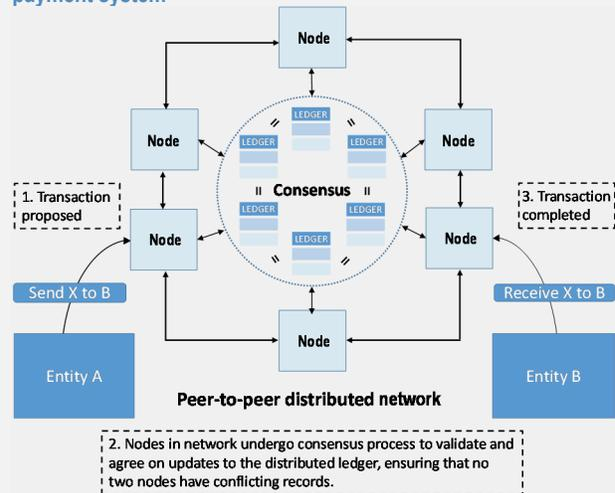 payment system
Node
Node
Node
LEDGER
LEDGER
LEDGER
=
=
=
Consensus
=
1. Transaction
proposed
3. Transaction
completed
Node
Node
LEDGER
LEDGER
LEDGER
=
=
Send X to B
Receive X to B
Node
Entity A
Entity B
Peer-to-peer distributed network
2. Nodes in network undergo consensus process to validate and
agree on updates to the distributed ledger, ensuring that no
two nodes have conflicting records.